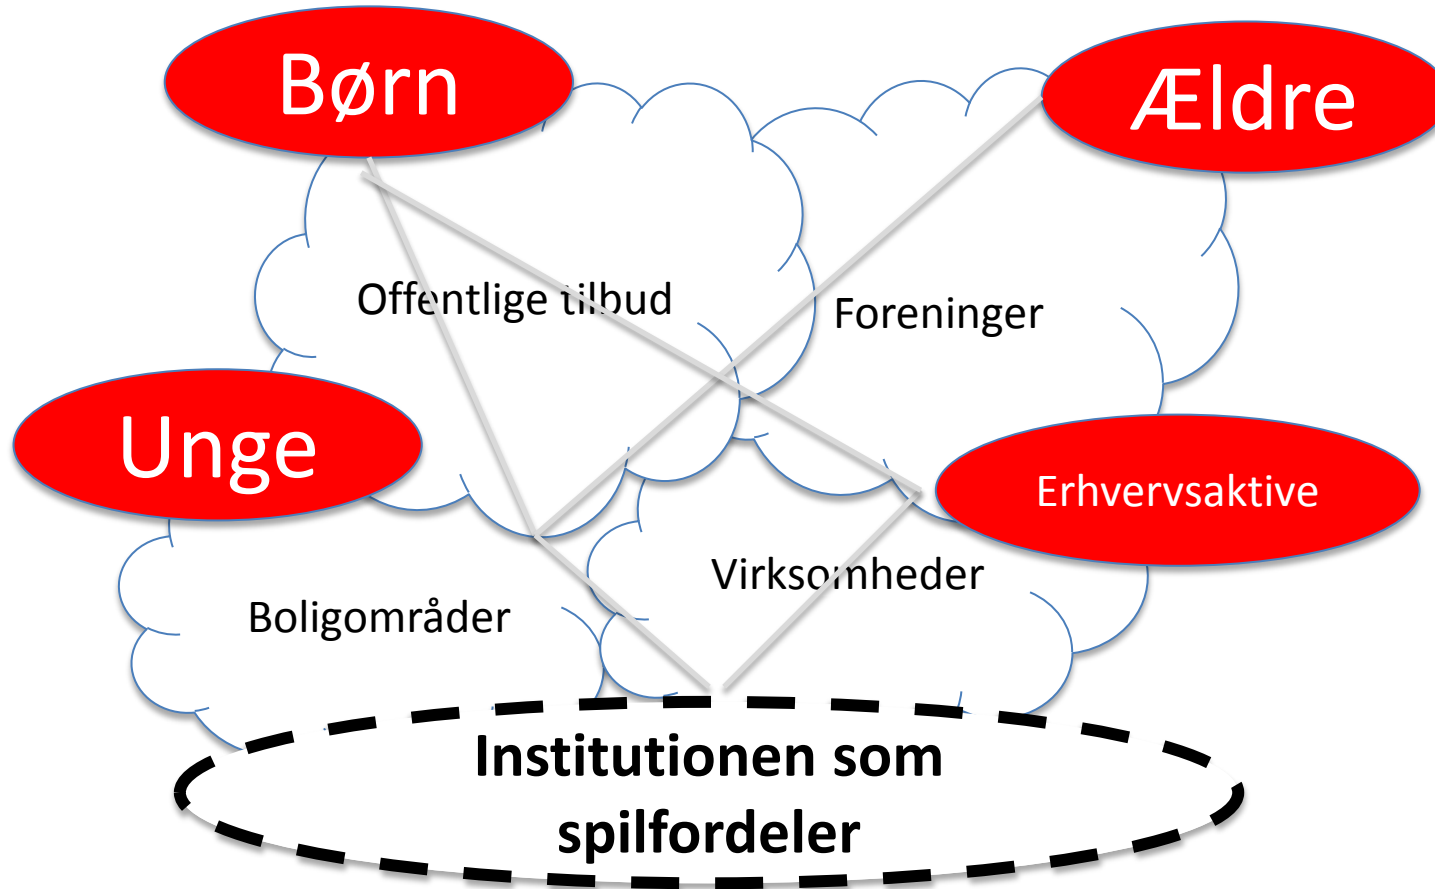 Børn
Ældre
Offentlige tilbud
Foreninger
Unge
Erhvervsaktive
Virksomheder
Boligområder
Institutionen som
spilfordeler